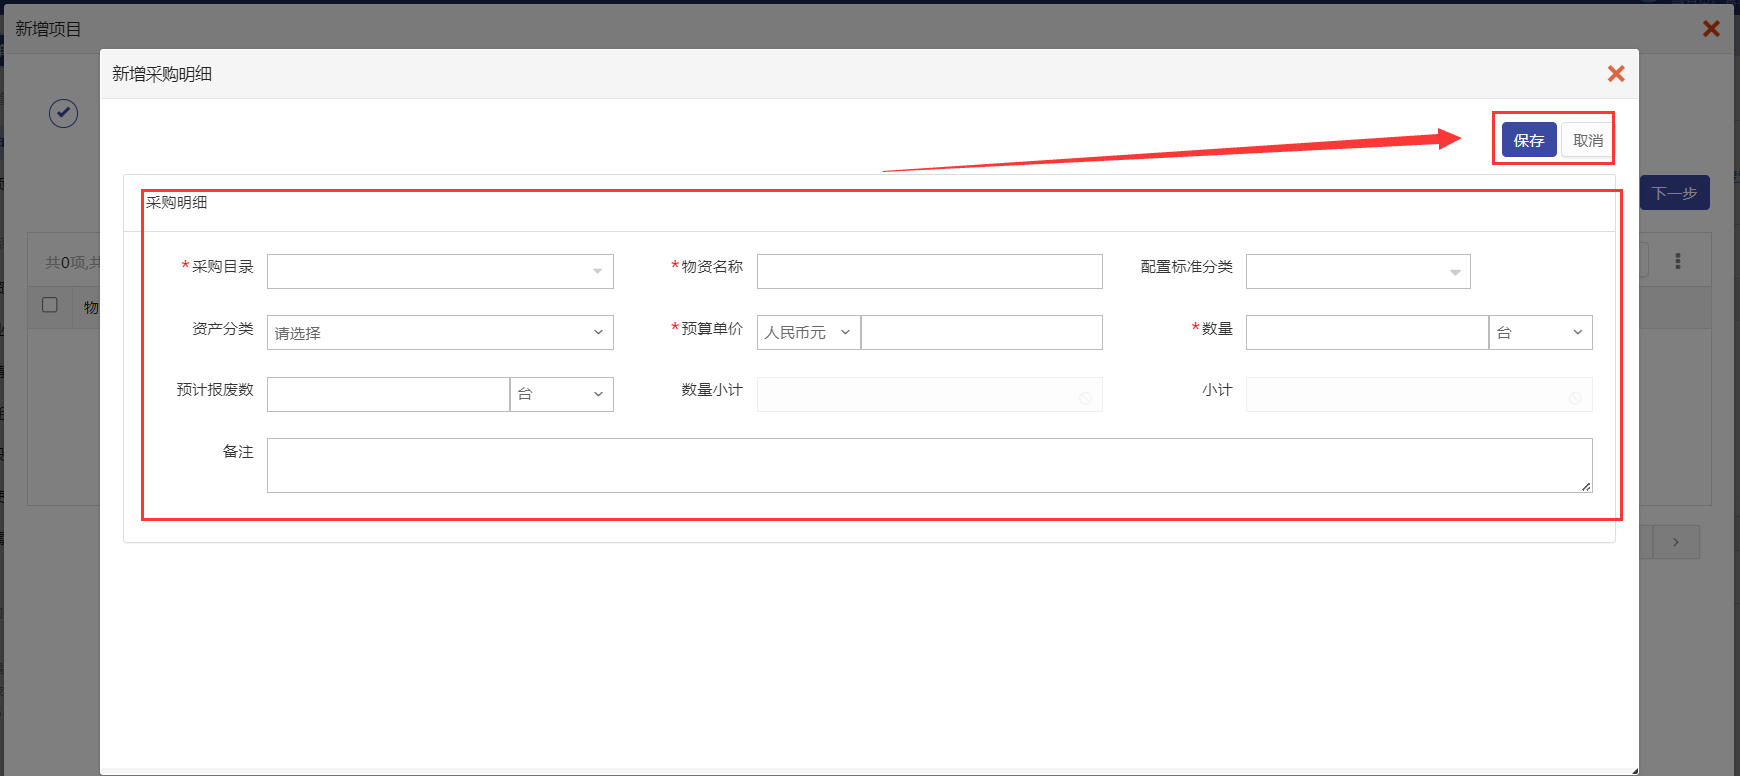 新增项目
新增采购明细
保存 取消
下一步
采购明细
共0项,共
物
*采购目录
*物资名称
配置标准分类
资产分类 请选择
*预算单价 人民币元
*数量 台
预计报废数 台
数量小计
小计
备注